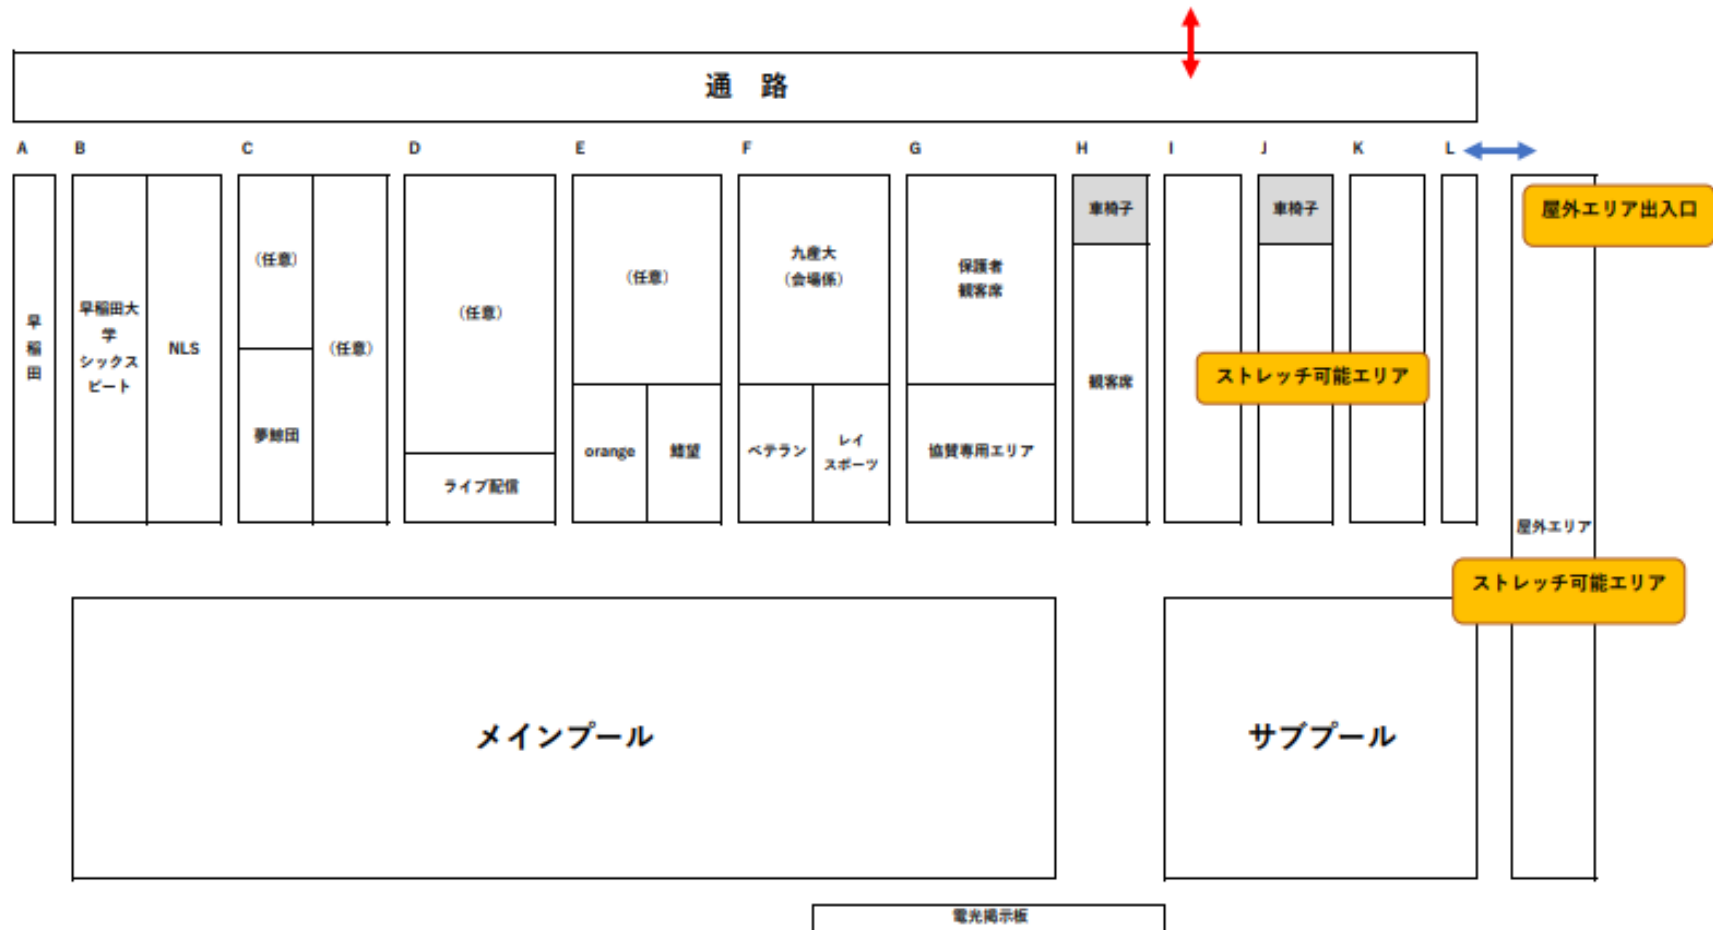 通 路
A B C D E F G H I J K L
屋外エリア出入口
早
稲
田
早稲田大
学
シックス
ビート
NLS
(任意)
夢鯨団
(任意)
(任意)
ライブ配信
(任意)
orange
鰭望
九産大
(会場係)
ベテラン
レイ
スポーツ
保護者
観客席
協賛専用エリア
車椅子
観客席
車椅子
ストレッチ可能エリア
屋外エリア
ストレッチ可能エリア
メインプール
サブプール
電光掲示板